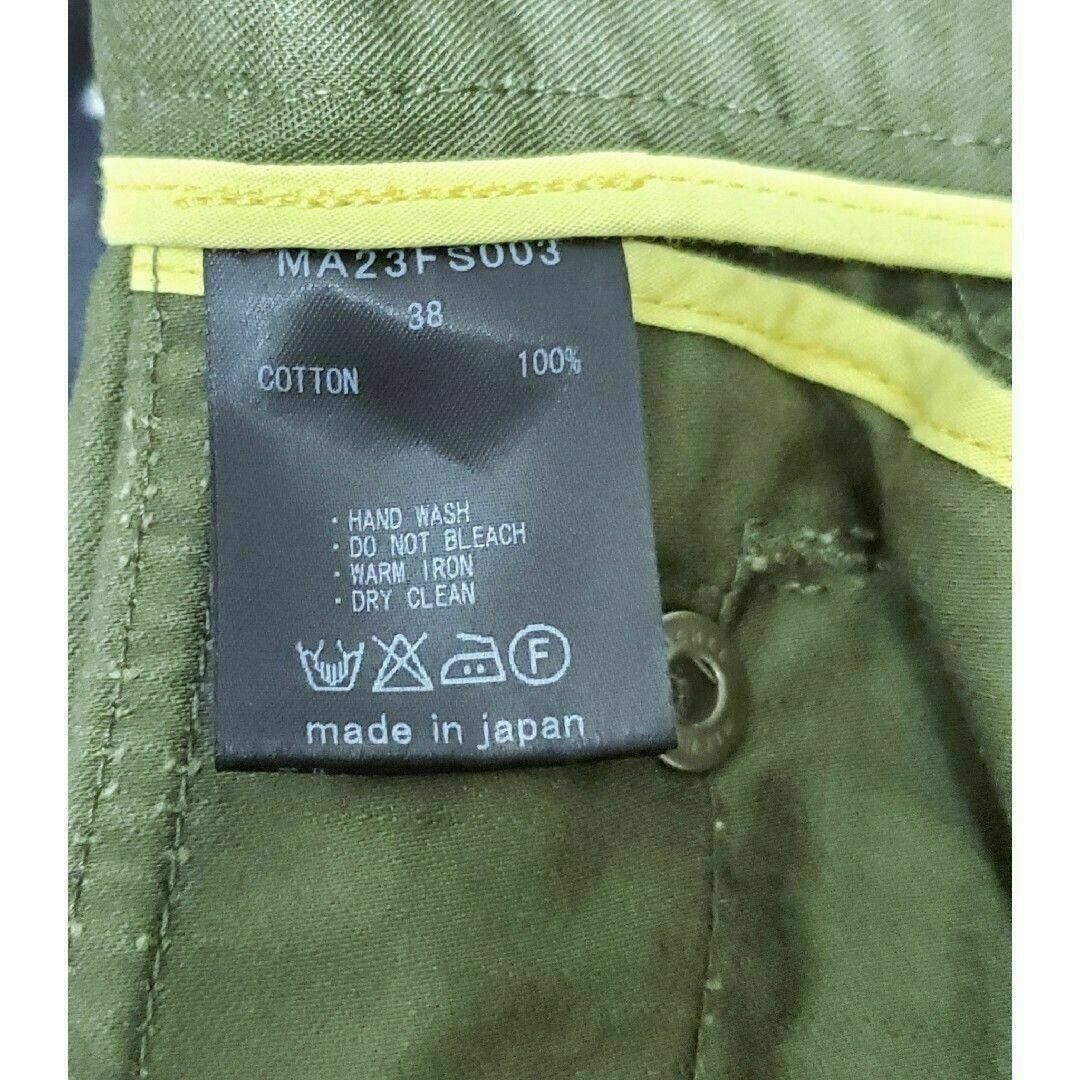 MA23FS003
38
COTTON 100%
・HAND WASH
・DO NOT BLEACH
・WARM IRON
・DRY CLEAN
F
made in japan